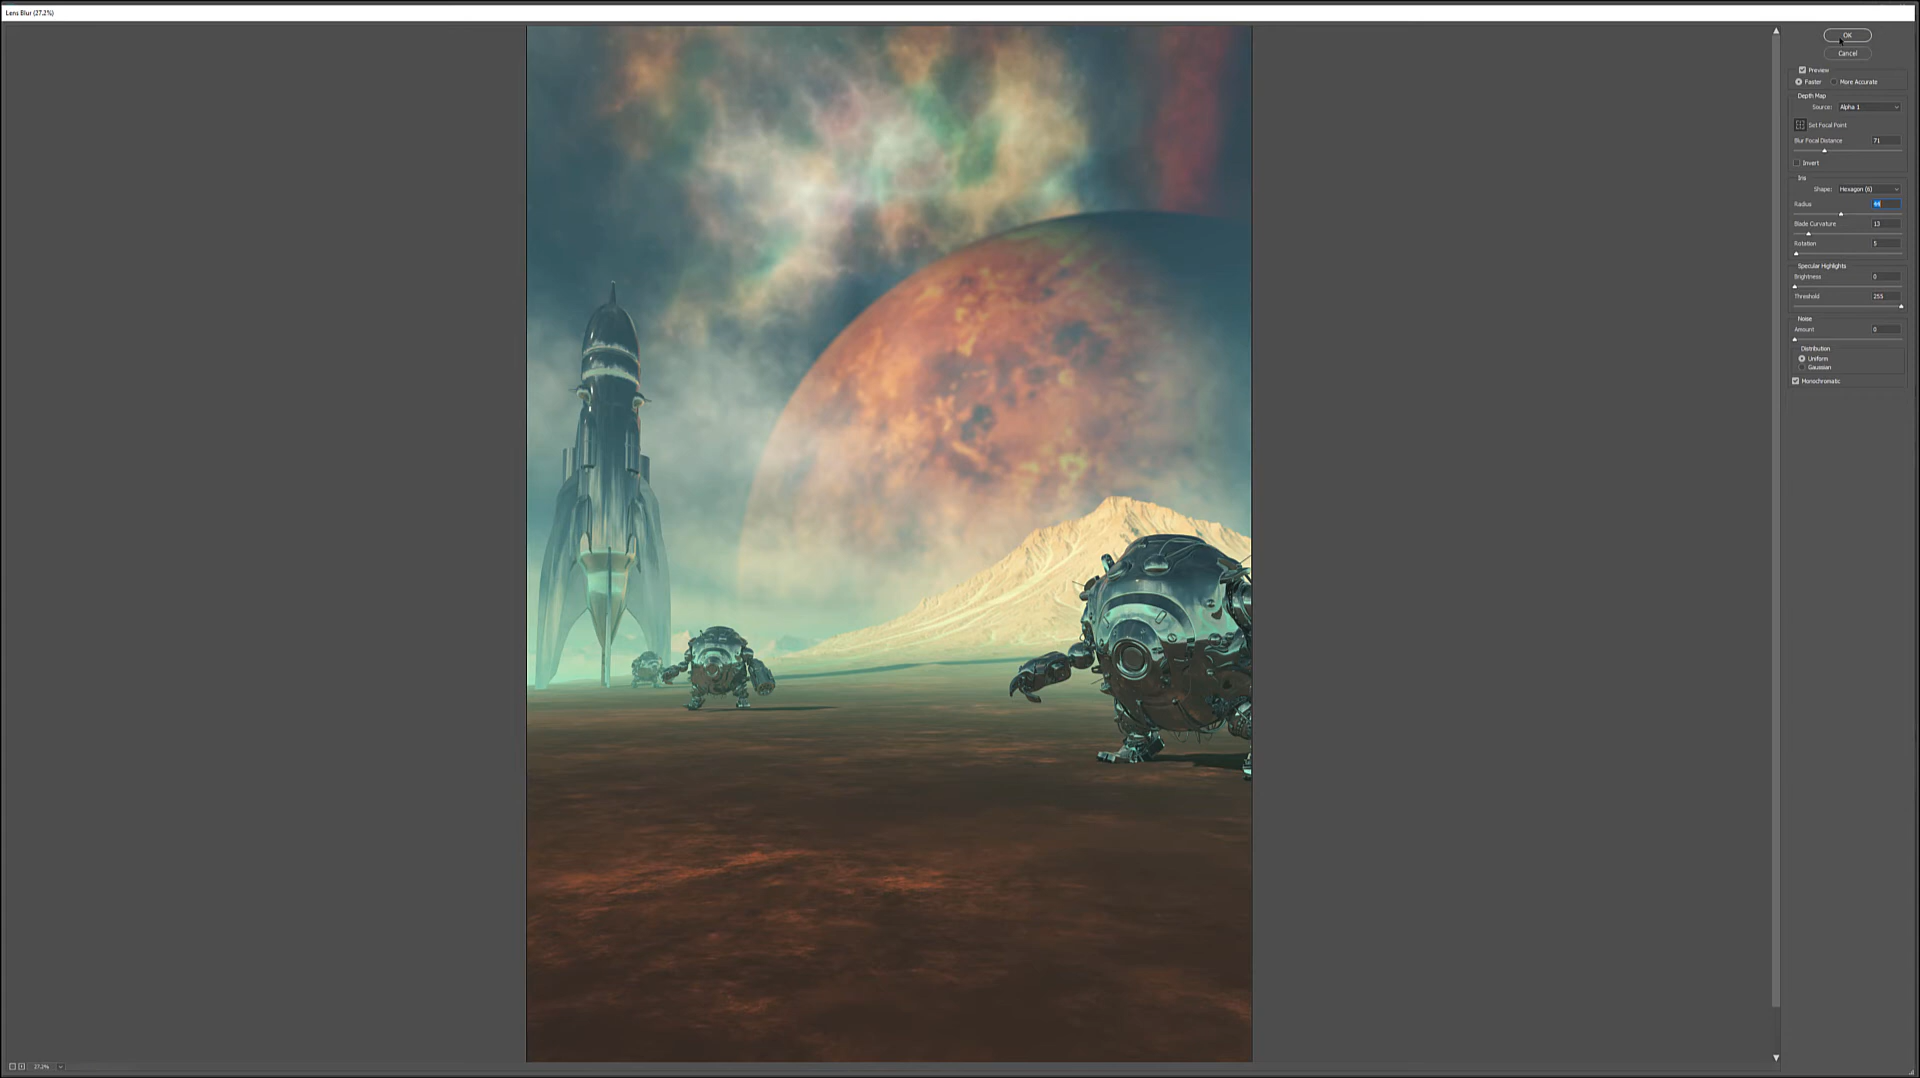 Lens Blur (27.2%)
OK
Cancel
Preview
Faster More Accurate
Depth Map
Source: Alpha 1
Set Focal Point
Blur Focal Distance 71
Invert
Iris
Shape: Hexagon (6)
Radius 44
Blade Curvature 13
Rotation 5
Specular Highlights
Brightness 0
Threshold 255
Noise
Amount 0
Distribution
Uniform
Gaussian
Monochromatic
27.2%